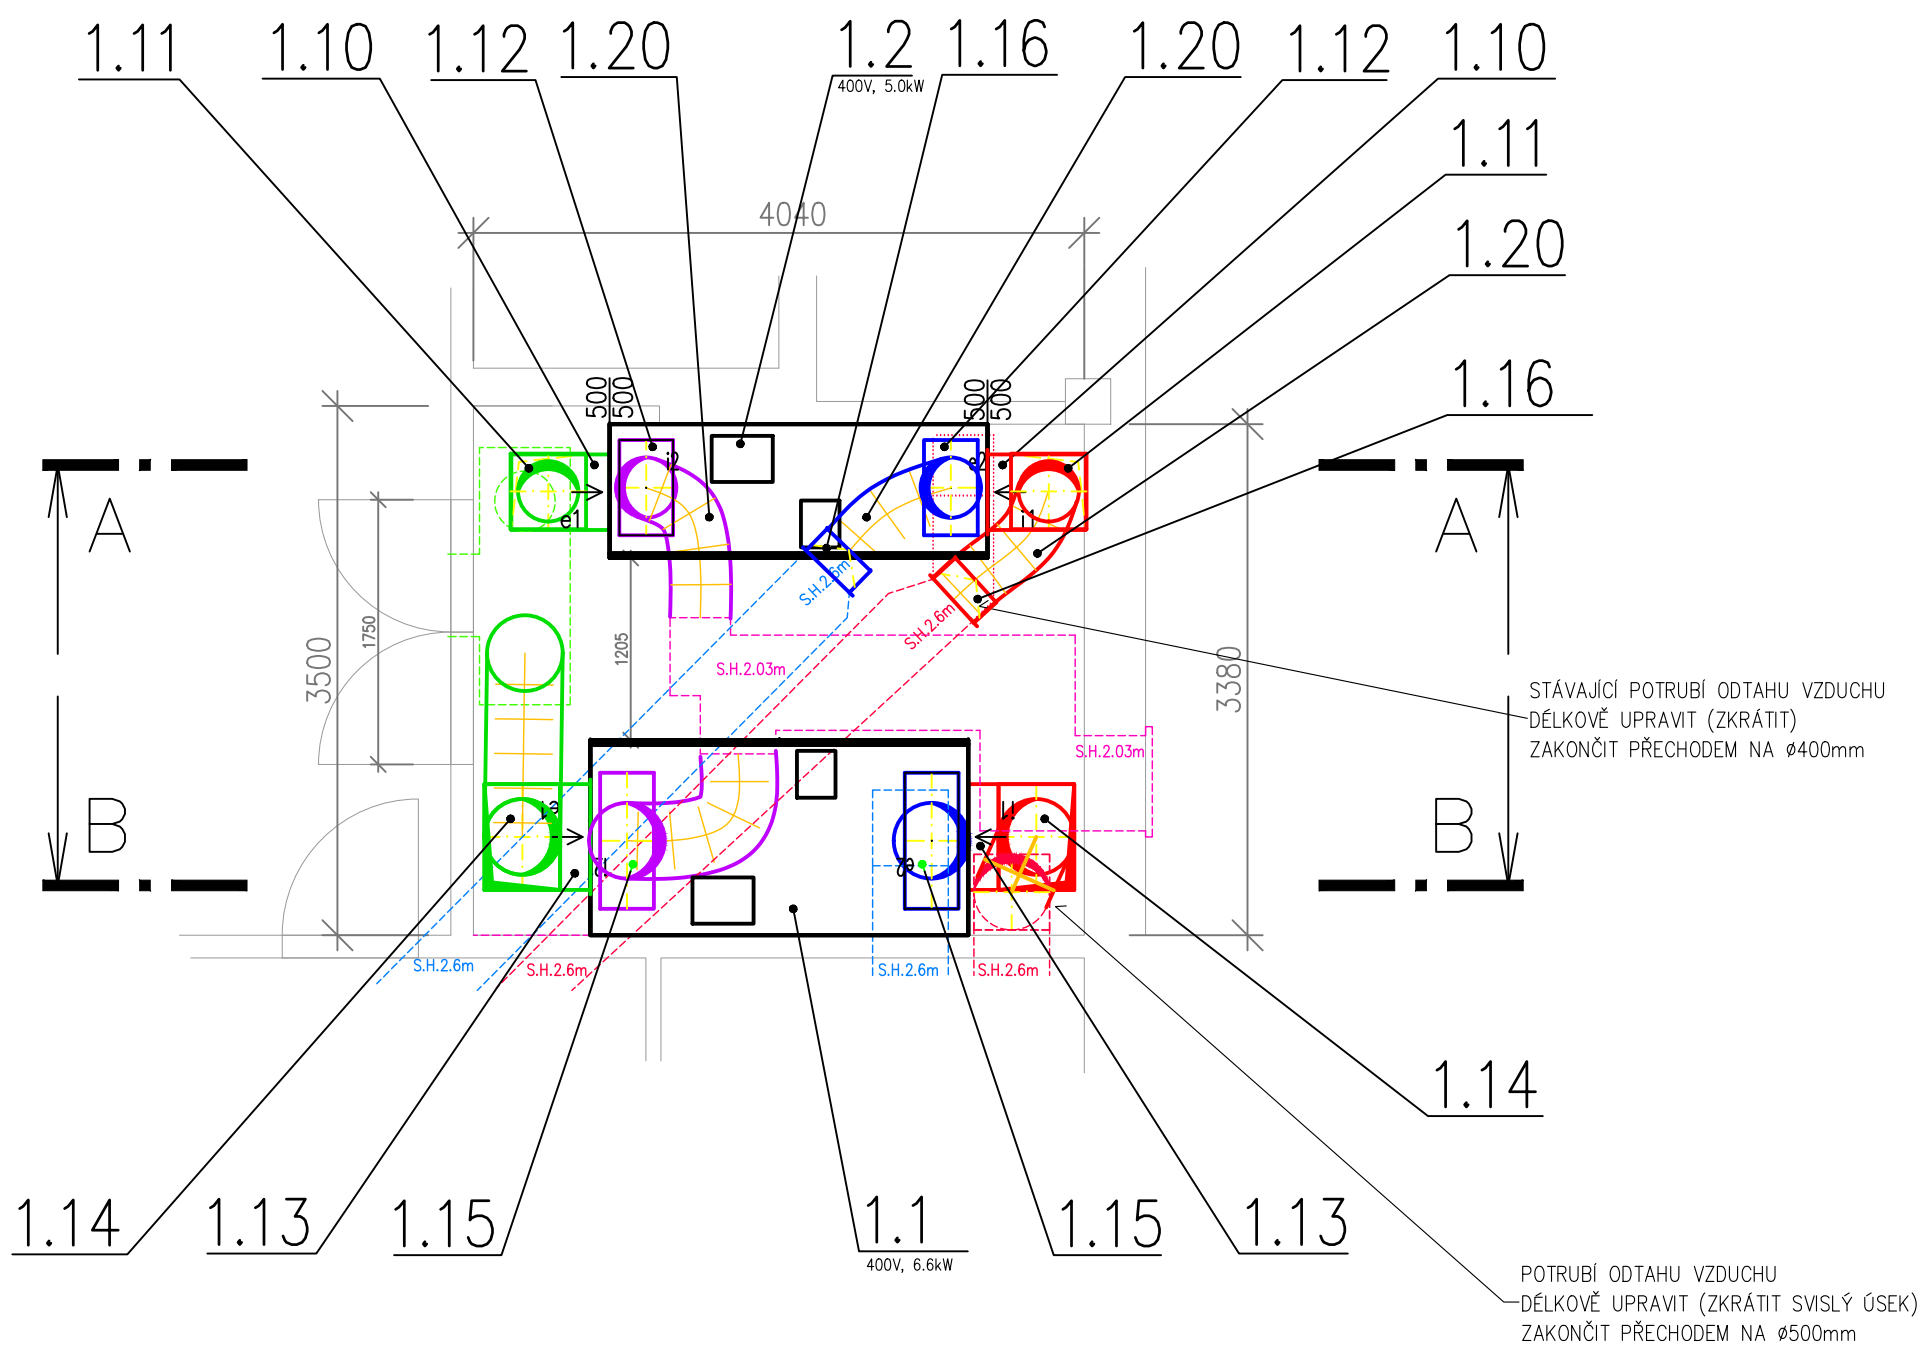 1.11
1.10
1.12
1.20
1.2
400V, 5.0kW
1.16
1.20
1.12
1.10
1.11
4040
1.20
1.16
500
500
500
500
i2
e2
e1
i1
A
A
S.H.2.6m
S.H.2.6m
1750
3500
1205
S.H.2.03m
3380
S.H.2.03m
STÁVAJÍCÍ POTRUBÍ ODTAHU VZDUCHU
DÉLKOVĚ UPRAVIT (ZKRÁTIT)
ZAKONČIT PŘECHODEM NA ø400mm
B
B
S.H.2.6m
S.H.2.6m
S.H.2.6m
S.H.2.6m
1.14
1.14
1.13
1.15
1.1
400V, 6.6kW
1.15
1.13
POTRUBÍ ODTAHU VZDUCHU
DÉLKOVĚ UPRAVIT (ZKRÁTIT SVISLÝ ÚSEK)
ZAKONČIT PŘECHODEM NA ø500mm